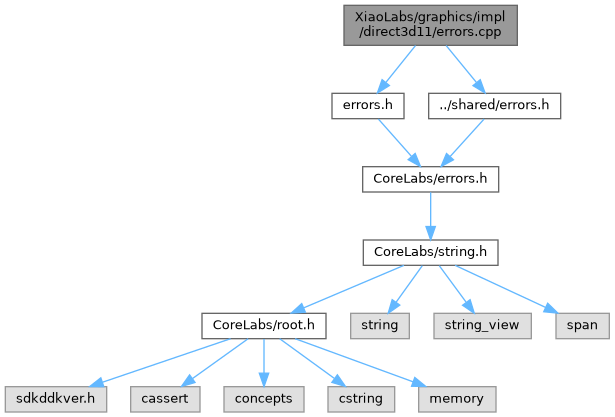 XiaoLabs/graphics/impl
/direct3d11/errors.cpp
errors.h
../shared/errors.h
CoreLabs/errors.h
CoreLabs/string.h
CoreLabs/root.h
string
string_view
span
sdkddkver.h
cassert
concepts
cstring
memory